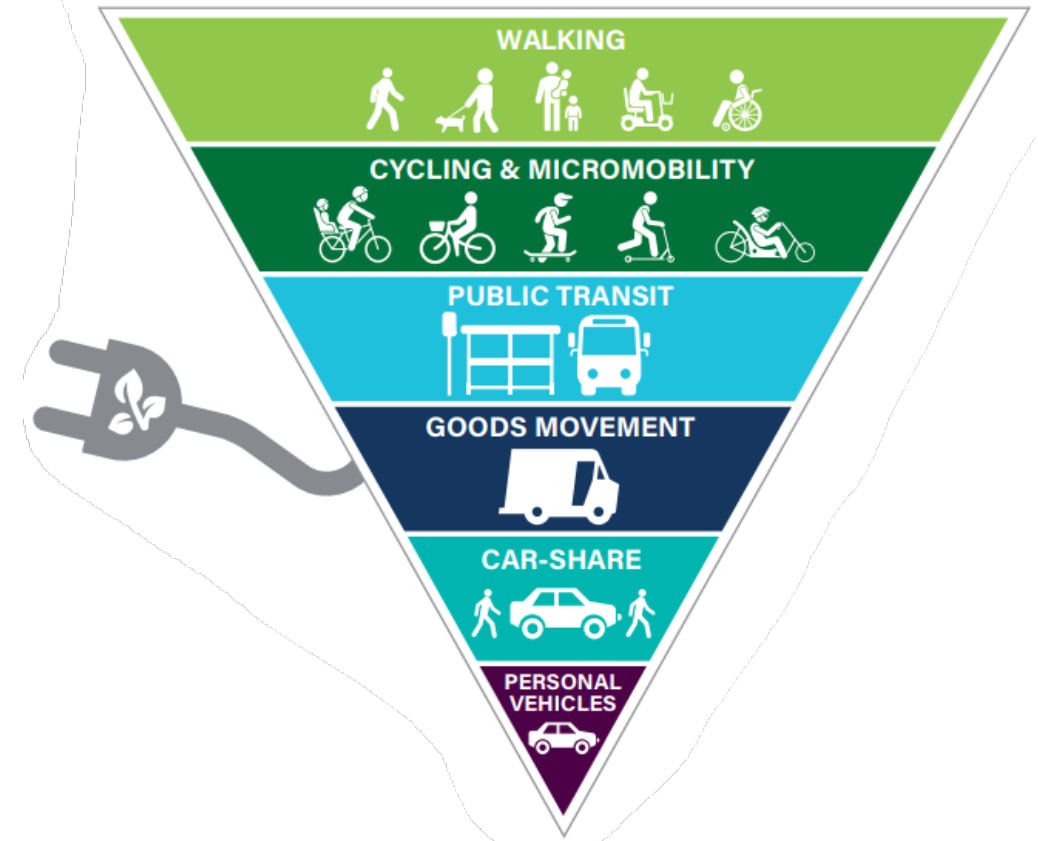 WALKING
CYCLING & MICROMOBILITY
PUBLIC TRANSIT
GOODS MOVEMENT
CAR-SHARE
PERSONAL
VEHICLES